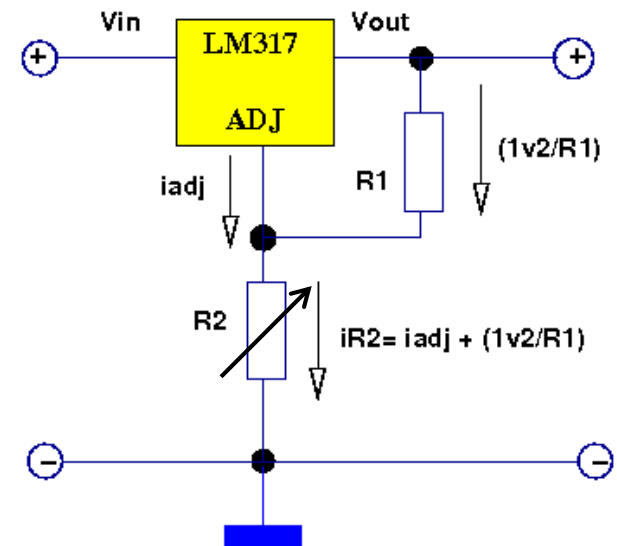 Vin
Vout
LM317
ADJ
+
+
(1v2/R1)
R1
iadj
R2
iR2= iadj + (1v2/R1)
−
−